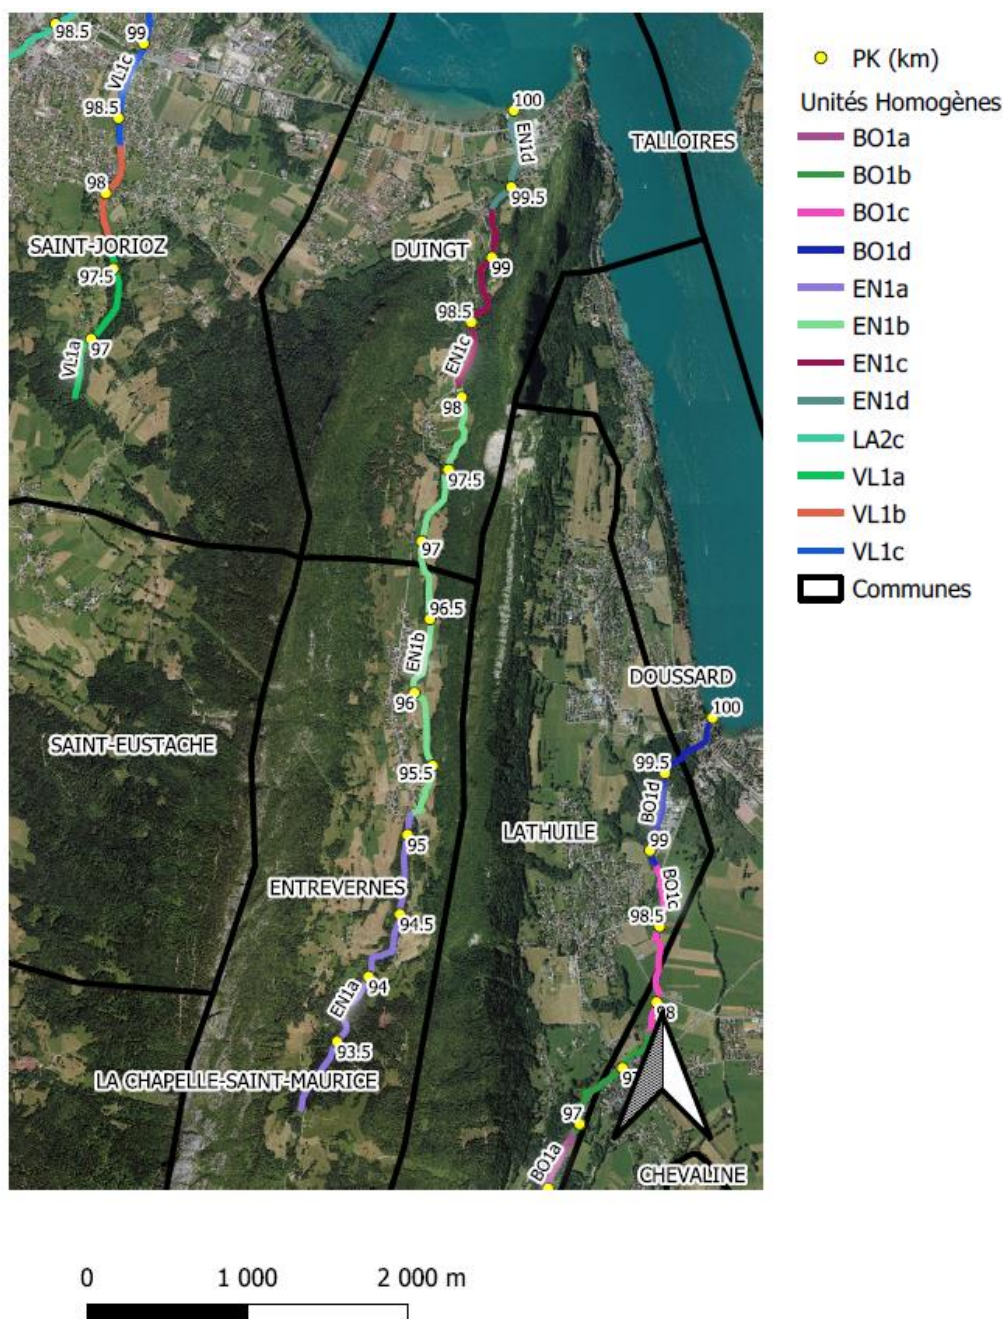 98.5
99
VL1c
98.5
98
SAINT-JORIOZ
97.5
97
VL1a
100
EN1d
99.5
TALLOIRES
DUINGT
99
98.5
EN1c
98
97.5
97
96.5
EN1b
96
SAINT-EUSTACHE
95.5
95
ENTREVERNES
94.5
94
EN1a
93.5
LA CHAPELLE-SAINT-MAURICE
DOUSSARD
100
99.5
BO1d
LATHUILE
99
BO1c
98.5
98
97
BO1a
CHEVALINE
PK (km)
Unités Homogènes
BO1a
BO1b
BO1c
BO1d
EN1a
EN1b
EN1c
EN1d
LA2c
VL1a
VL1b
VL1c
Communes
0 1 000 2 000 m